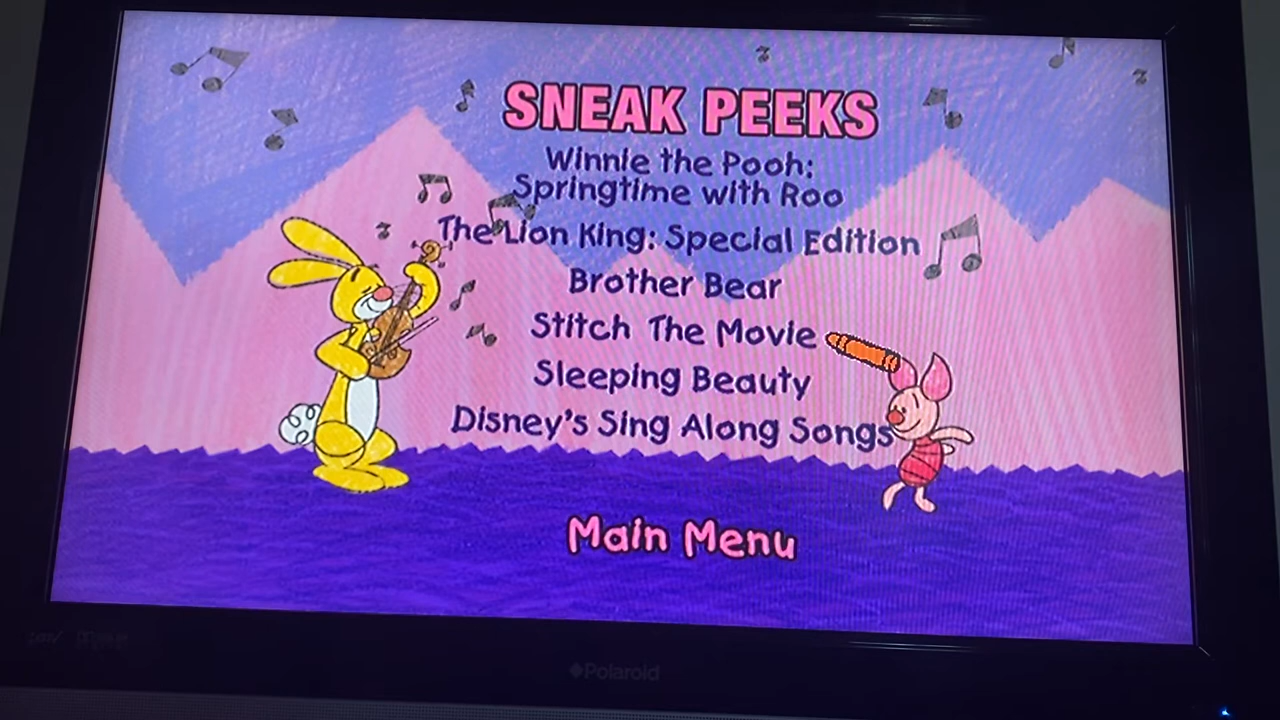 SNEAK PEEKS
Winnie the Pooh:
Springtime with Roo
The Lion King: Special Edition
Brother Bear
Stitch The Movie
Sleeping Beauty
Disney's Sing Along Songs
Main Menu
Polaroid